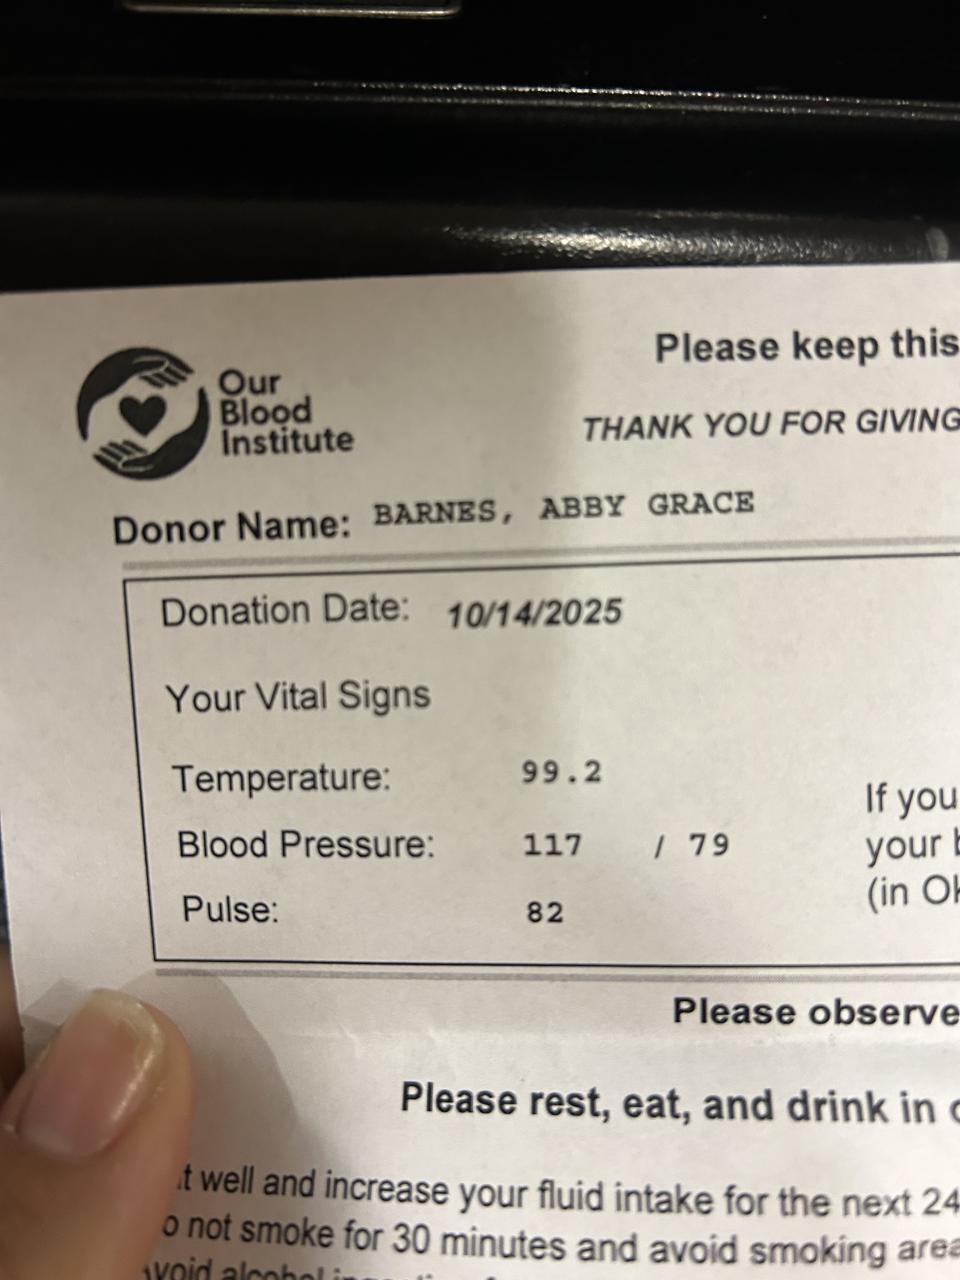 Our
Blood
Institute
Please keep this
THANK YOU FOR GIVING
Donor Name: BARNES, ABBY GRACE
Donation Date: 10/14/2025
Your Vital Signs
Temperature: 99.2
Blood Pressure: 117 / 79
Pulse: 82
If you
your
(in
Please observe
Please rest, eat, and drink in
well and increase your fluid intake for the next 24
not smoke for 30 minutes and avoid smoking
alcohol